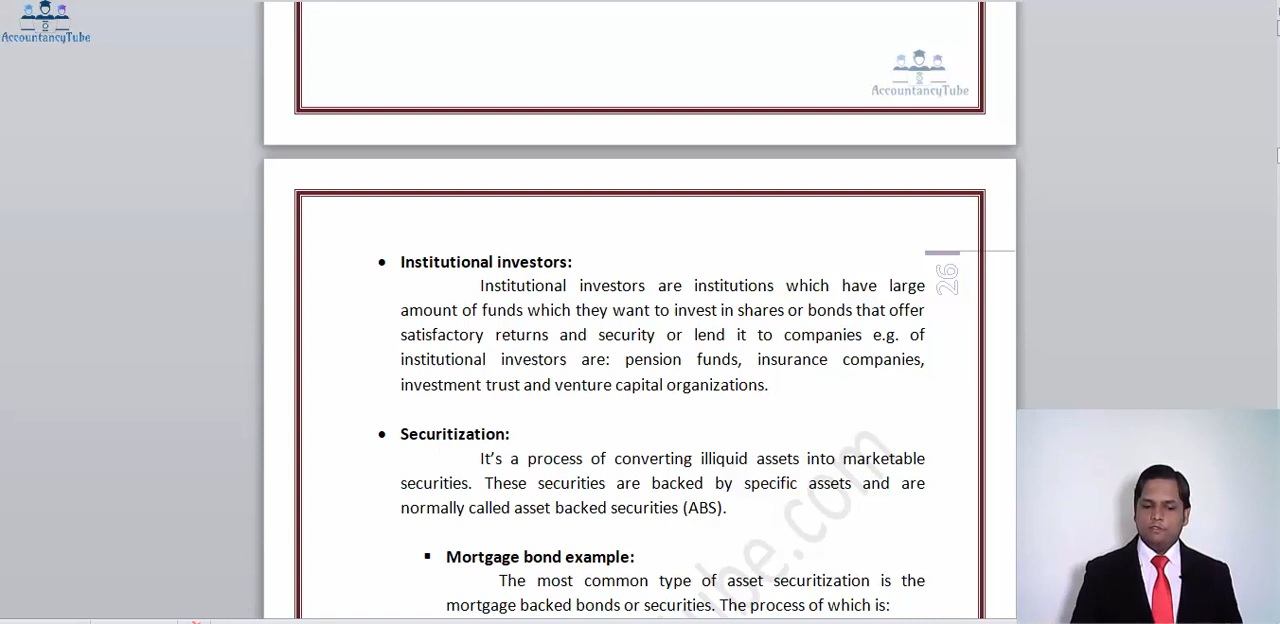 AccountancyTube
AccountancyTube
26
• Institutional investors:
Institutional investors are institutions which have large
amount of funds which they want to invest in shares or bonds that offer
satisfactory returns and security or lend it to companies e.g. of
institutional investors are: pension funds, insurance companies,
investment trust and venture capital organizations.
• Securitization:
It’s a process of converting illiquid assets into marketable
securities. These securities are backed by specific assets and are
normally called asset backed securities (ABS).
▪ Mortgage bond example:
The most common type of asset securitization is the
mortgage backed bonds or securities. The process of which is:
ube.com